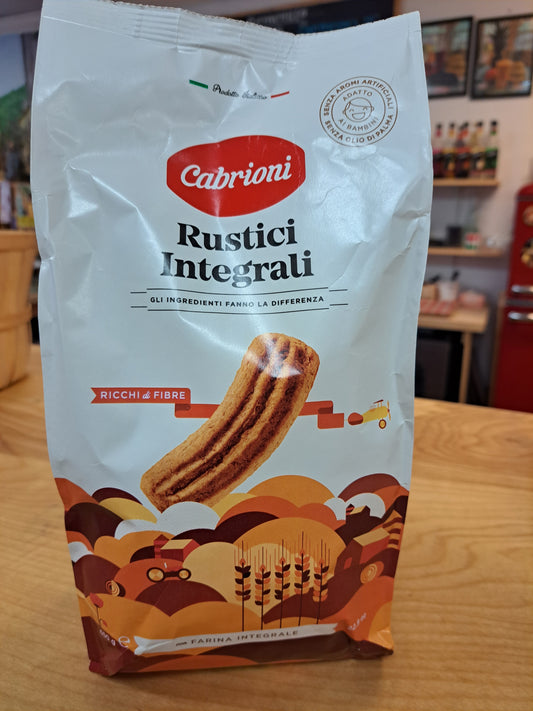 Prodotto Italiano
SENZA AROMI ARTIFICIALI
ADATTO
AI BAMBINI
SENZA OLIO DI PALMA
Cabrioni
Rustici
Integrali
GLI INGREDIENTI FANNO LA DIFFERENZA
RICCHI di FIBRE
con FARINA INTEGRALE